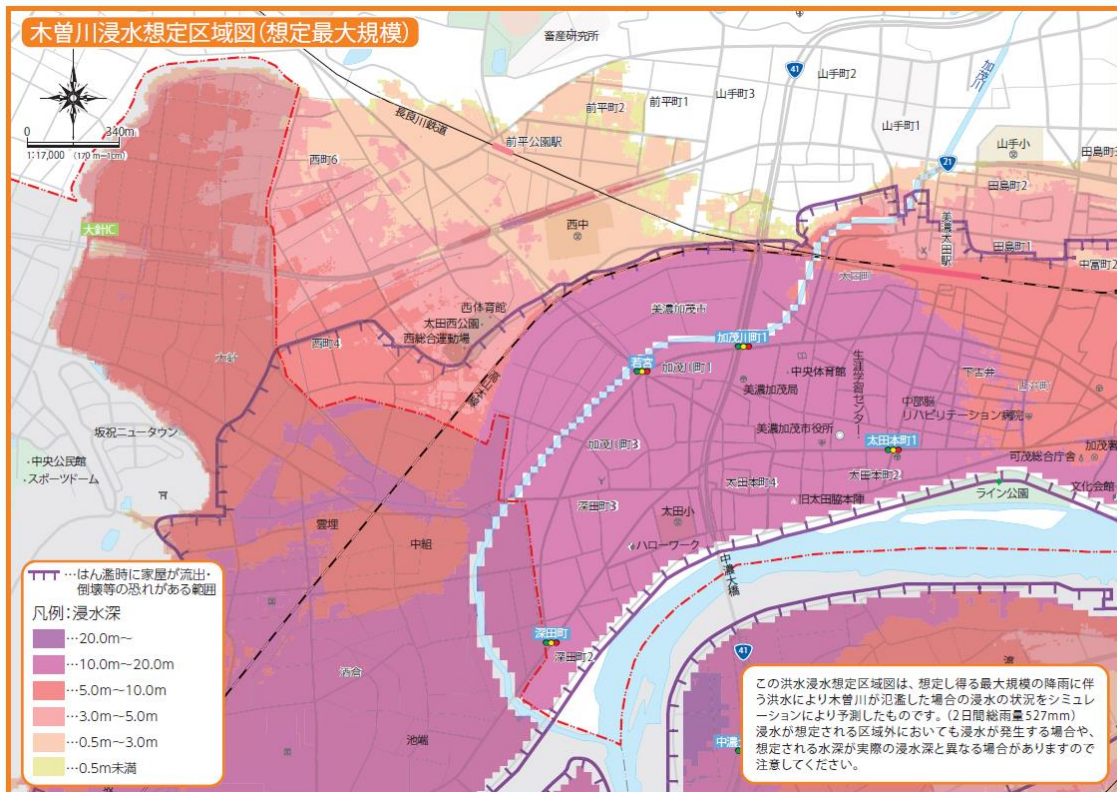 木曽川浸水想定区域図(想定最大規模)
畜産研究所
41
山手町2
加茂川
0 340m
1:17,000 (170m=1cm)
長良川鉄道
前平町2
前平町1
山手町3
前平公園駅
山手町1
山手小
21
田島町3
西町6
田島町2
西中
美濃太田駅
大針IC
田島町1
中富町2
太田町
西体育館
太田西公園
西総合運動場
美濃加茂市
加茂川町1
西町4
大針
若宮
加茂川町1
中央体育館
生涯学習センター
下古井
高山本線
美濃加茂局
中部脳
リハビリテーション病院
坂祝ニュータウン
加茂川町3
美濃加茂市役所
太田本町1
中央公民館
スポーツドーム
可茂総合庁舎
太田本町4
太田本町2
文化会館
ライン公園
深田町3
旧太田脇本陣
雲埋
中組
太田小
ハローワーク
中濃大橋
深田町
深田町2
酒倉
池端
41
…はん濫時に家屋が流出・
倒壊等の恐れがある範囲
凡例:浸水深
…20.0m~
…10.0m~20.0m
…5.0m~10.0m
…3.0m~5.0m
…0.5m~3.0m
…0.5m未満
この洪水浸水想定区域図は、想定し得る最大規模の降雨に伴
う洪水により木曽川が氾濫した場合の浸水の状況をシミュレ
ーションにより予測したものです。(2日間総雨量527mm)
浸水が想定される区域外においても浸水が発生する場合や、
想定される水深が実際の浸水深と異なる場合がありますので
注意してください。